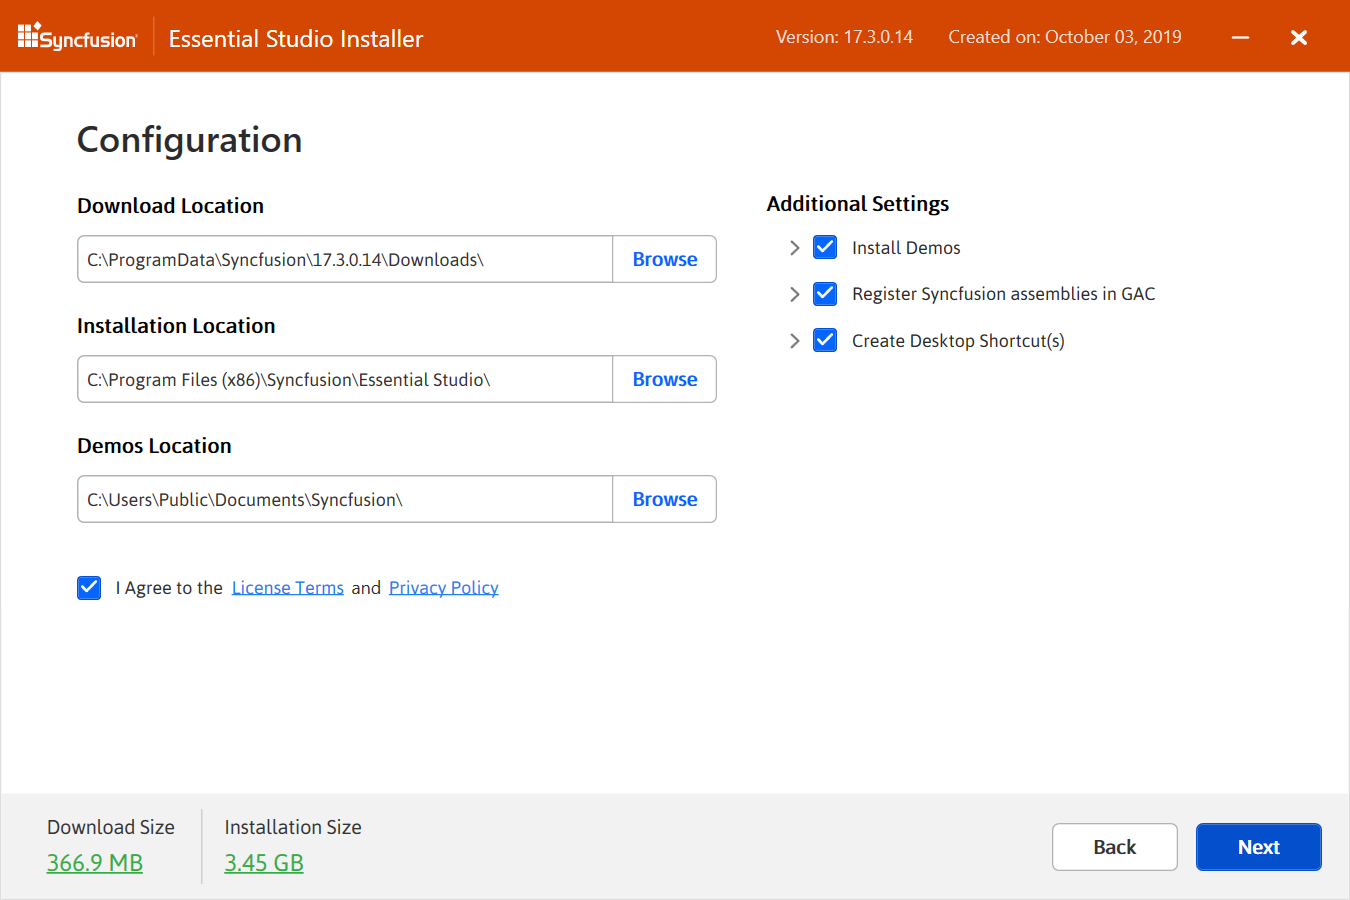 Syncfusion Essential Studio Installer Version: 17.3.0.14 Created on: October 03, 2019
Configuration
Download Location
C:\ProgramData\Syncfusion\17.3.0.14\Downloads\ Browse
Installation Location
C:\Program Files (x86)\Syncfusion\Essential Studio\ Browse
Demos Location
C:\Users\Public\Documents\Syncfusion\ Browse
I Agree to the License Terms and Privacy Policy
Additional Settings
Install Demos
Register Syncfusion assemblies in GAC
Create Desktop Shortcut(s)
Download Size
366.9 MB
Installation Size
3.45 GB
Back
Next